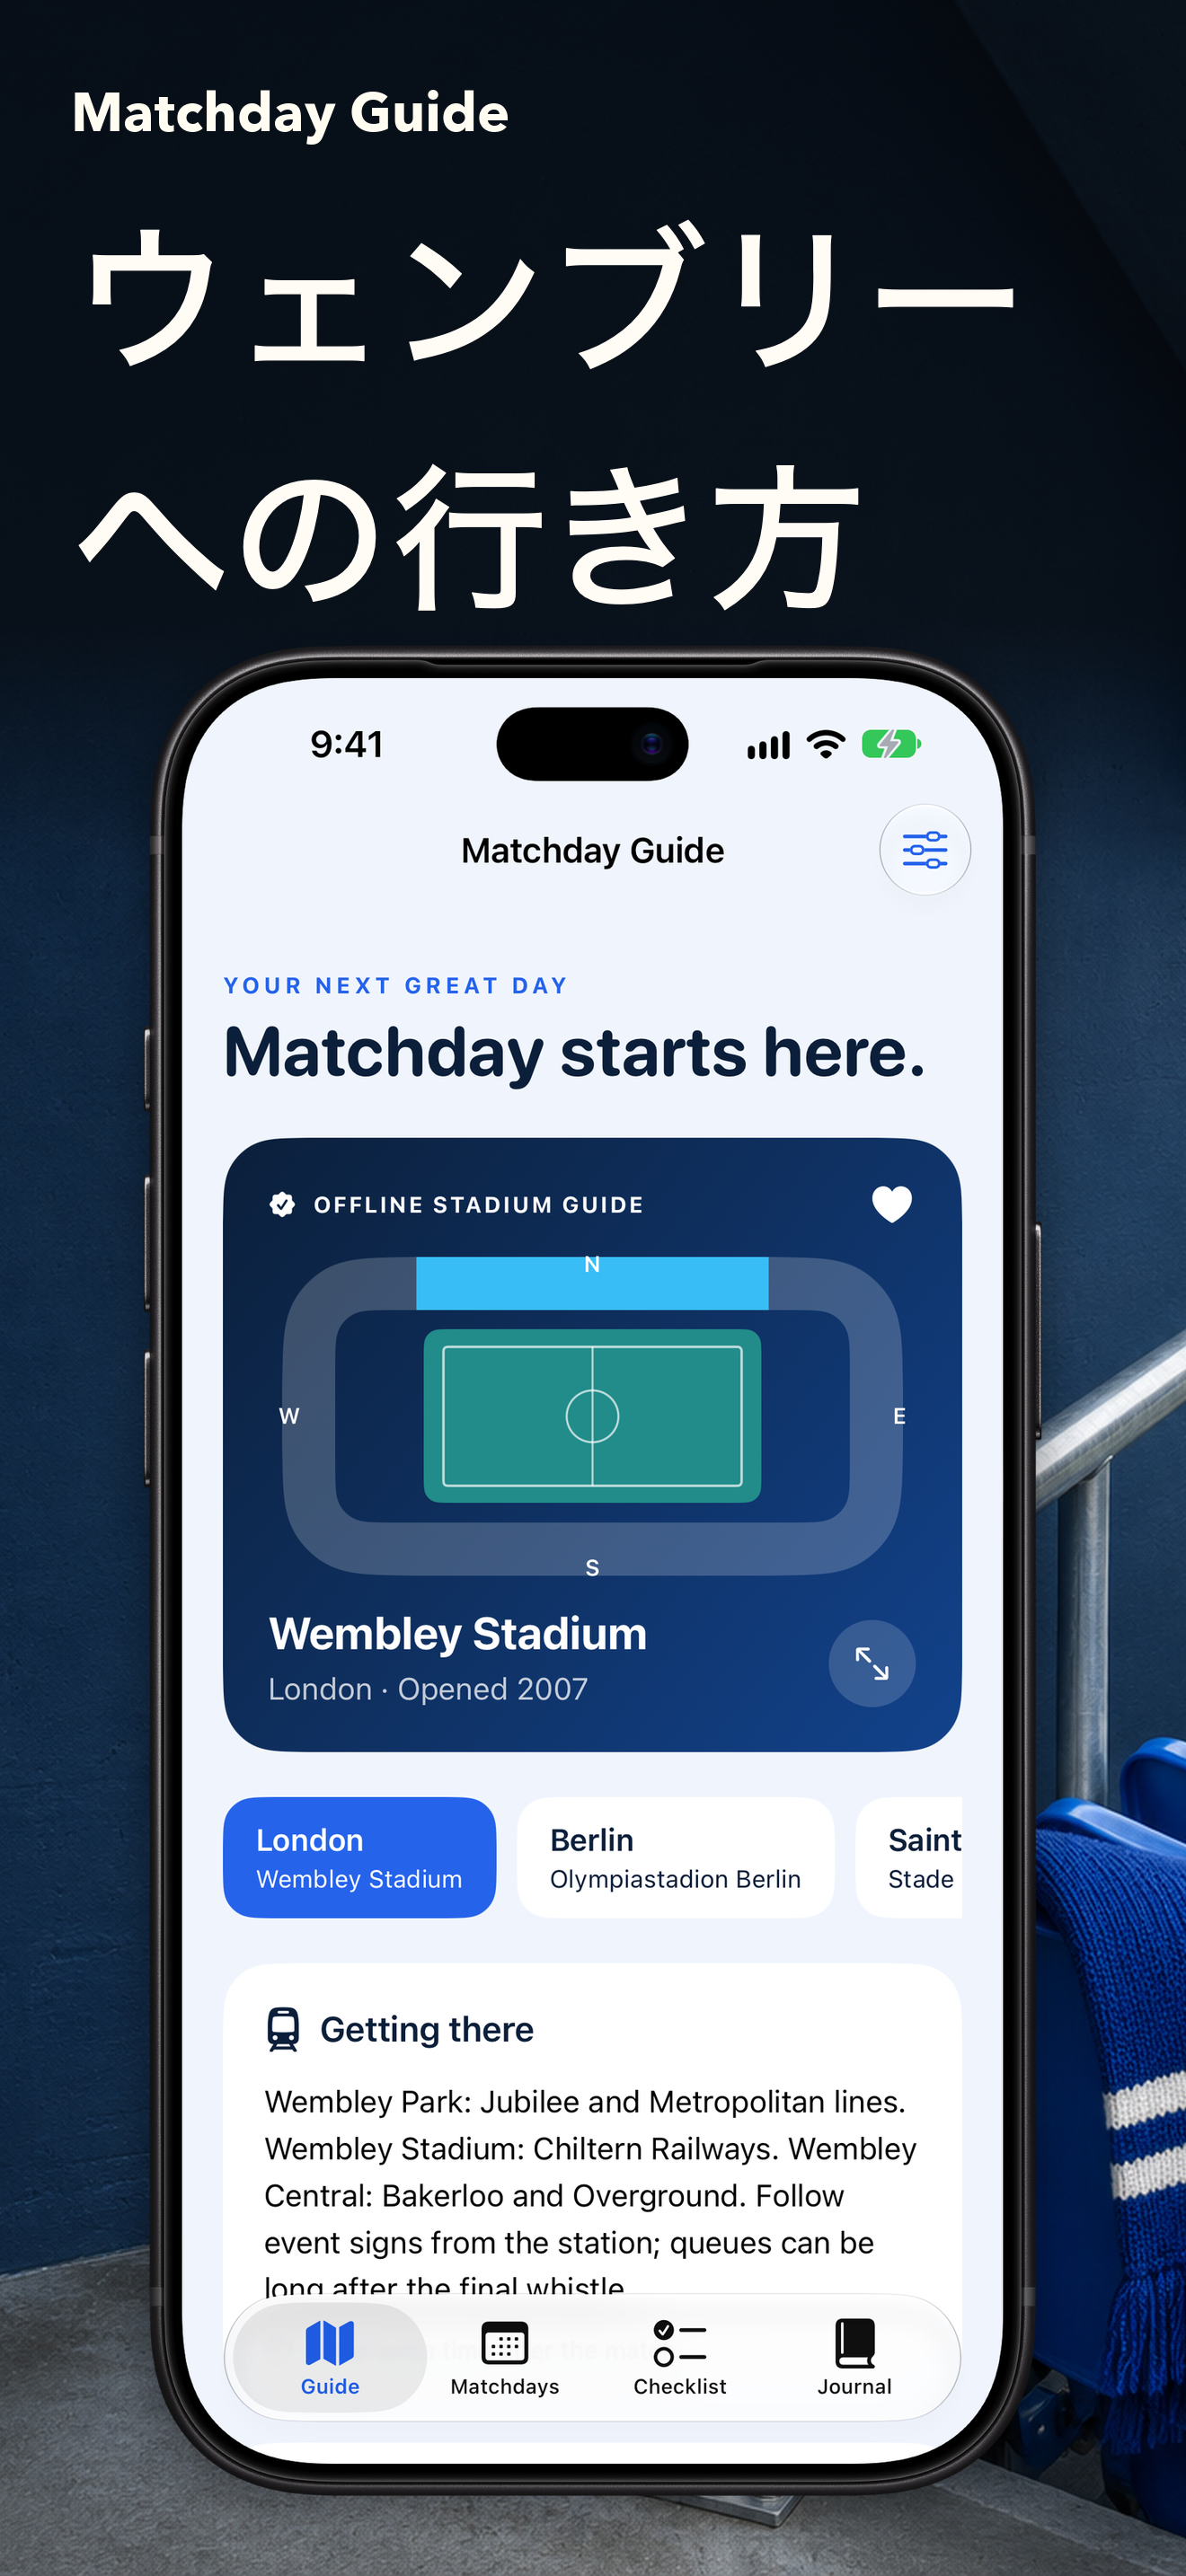 Matchday Guide
ウェンブリー
への行き方
9:41
Matchday Guide
YOUR NEXT GREAT DAY
Matchday starts here.
OFFLINE STADIUM GUIDE
N
W
E
S
Wembley Stadium
London · Opened 2007
London
Wembley Stadium
Berlin
Olympiastadion Berlin
Saint
Stade
Getting there
Wembley Park: Jubilee and Metropolitan lines.
Wembley Stadium: Chiltern Railways. Wembley
Central: Bakerloo and Overground. Follow
event signs from the station; queues can be
long after the final whistle.
Guide
Matchdays
Checklist
Journal